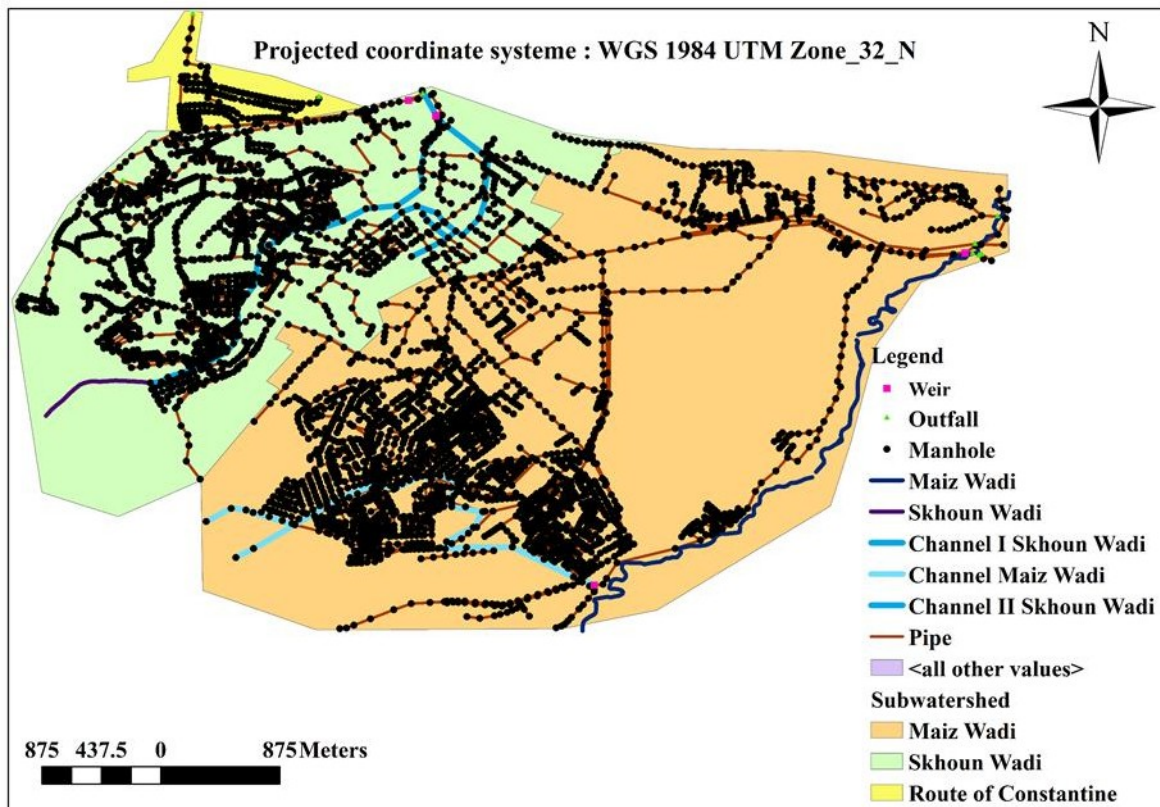 Projected coordinate systeme : WGS 1984 UTM Zone_32_N
N
Legend
Weir
Outfall
Manhole
Maiz Wadi
Skhoun Wadi
Channel I Skhoun Wadi
Channel Maiz Wadi
Channel II Skhoun Wadi
Pipe
<all other values>
Subwatershed
Maiz Wadi
Skhoun Wadi
Route of Constantine
875 437.5 0 875 Meters